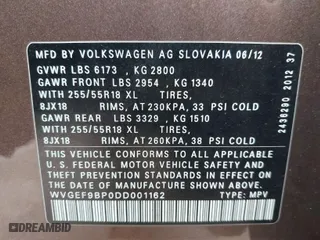 MFD BY VOLKSWAGEN AG SLOVAKIA 06/12
GVWR LBS 6173 , KG 2800
GAWR FRONT LBS 2954 , KG 1340
WITH 255/55R18 XL TIRES,
8JX18 RIMS, AT 230KPA, 33 PSI COLD
GAWR REAR LBS 3329 , KG 1510
WITH 255/55R18 XL TIRES,
8JX18 RIMS, AT 260KPA, 38 PSI COLD
THIS VEHICLE CONFORMS TO ALL APPLICABLE
U.S. FEDERAL MOTOR VEHICLE SAFETY AND
THEFT PREVENTION STANDARDS IN EFFECT ON
THE DATE OF MANUFACTURE SHOWN ABOVE.
WVGEF9BP0DD001162 TYPE: MPV
2436290 2012 37